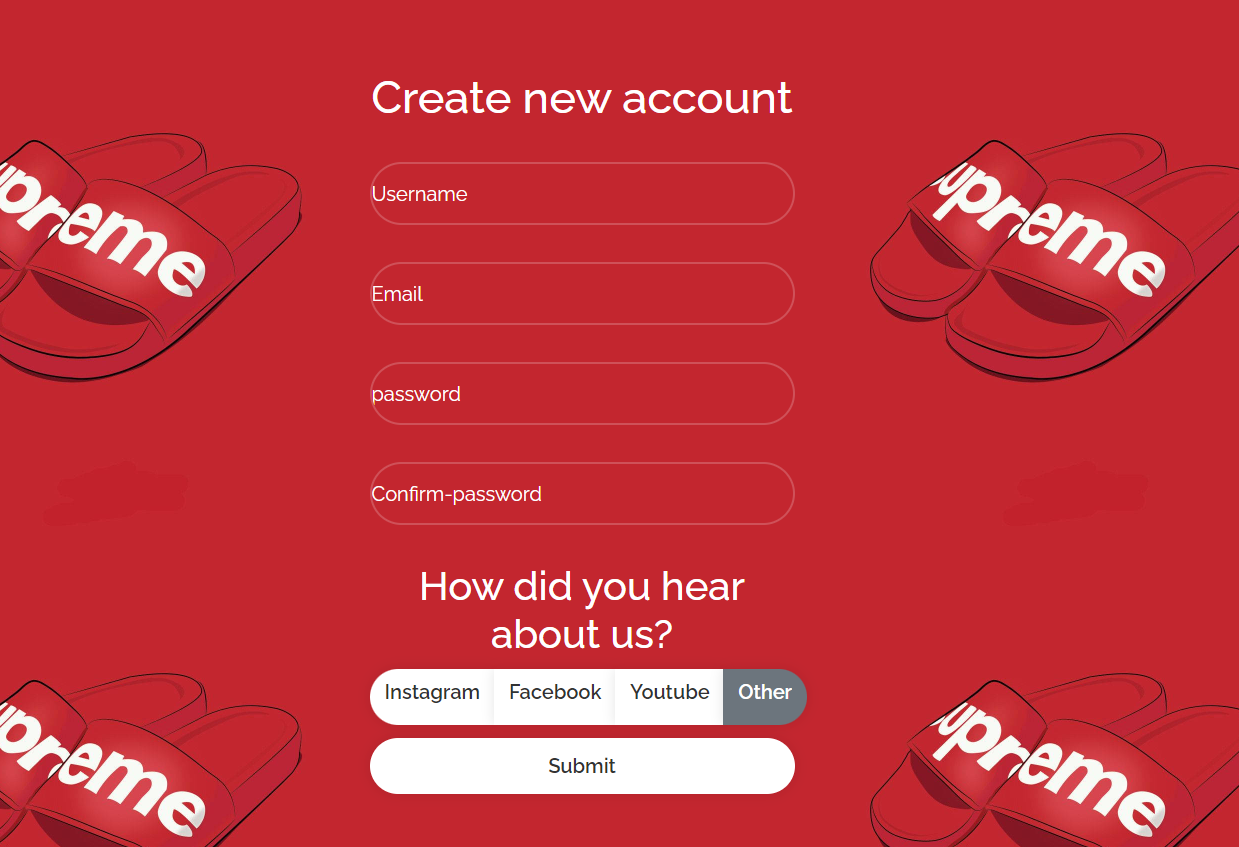 Create new account
upreme
upreme
Username
Email
password
Confirm-password
How did you hear
about us?
Instagram Facebook Youtube Other
Submit
upreme
upreme